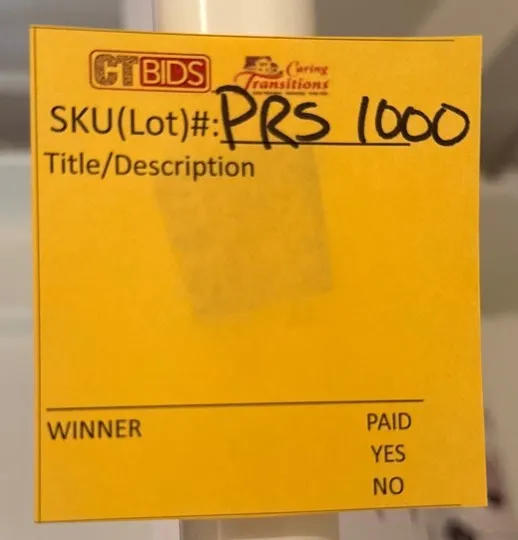 CTBIDS Caring Transitions
SKU(Lot)#: PRS 1000
Title/Description
WINNER PAID
YES
NO